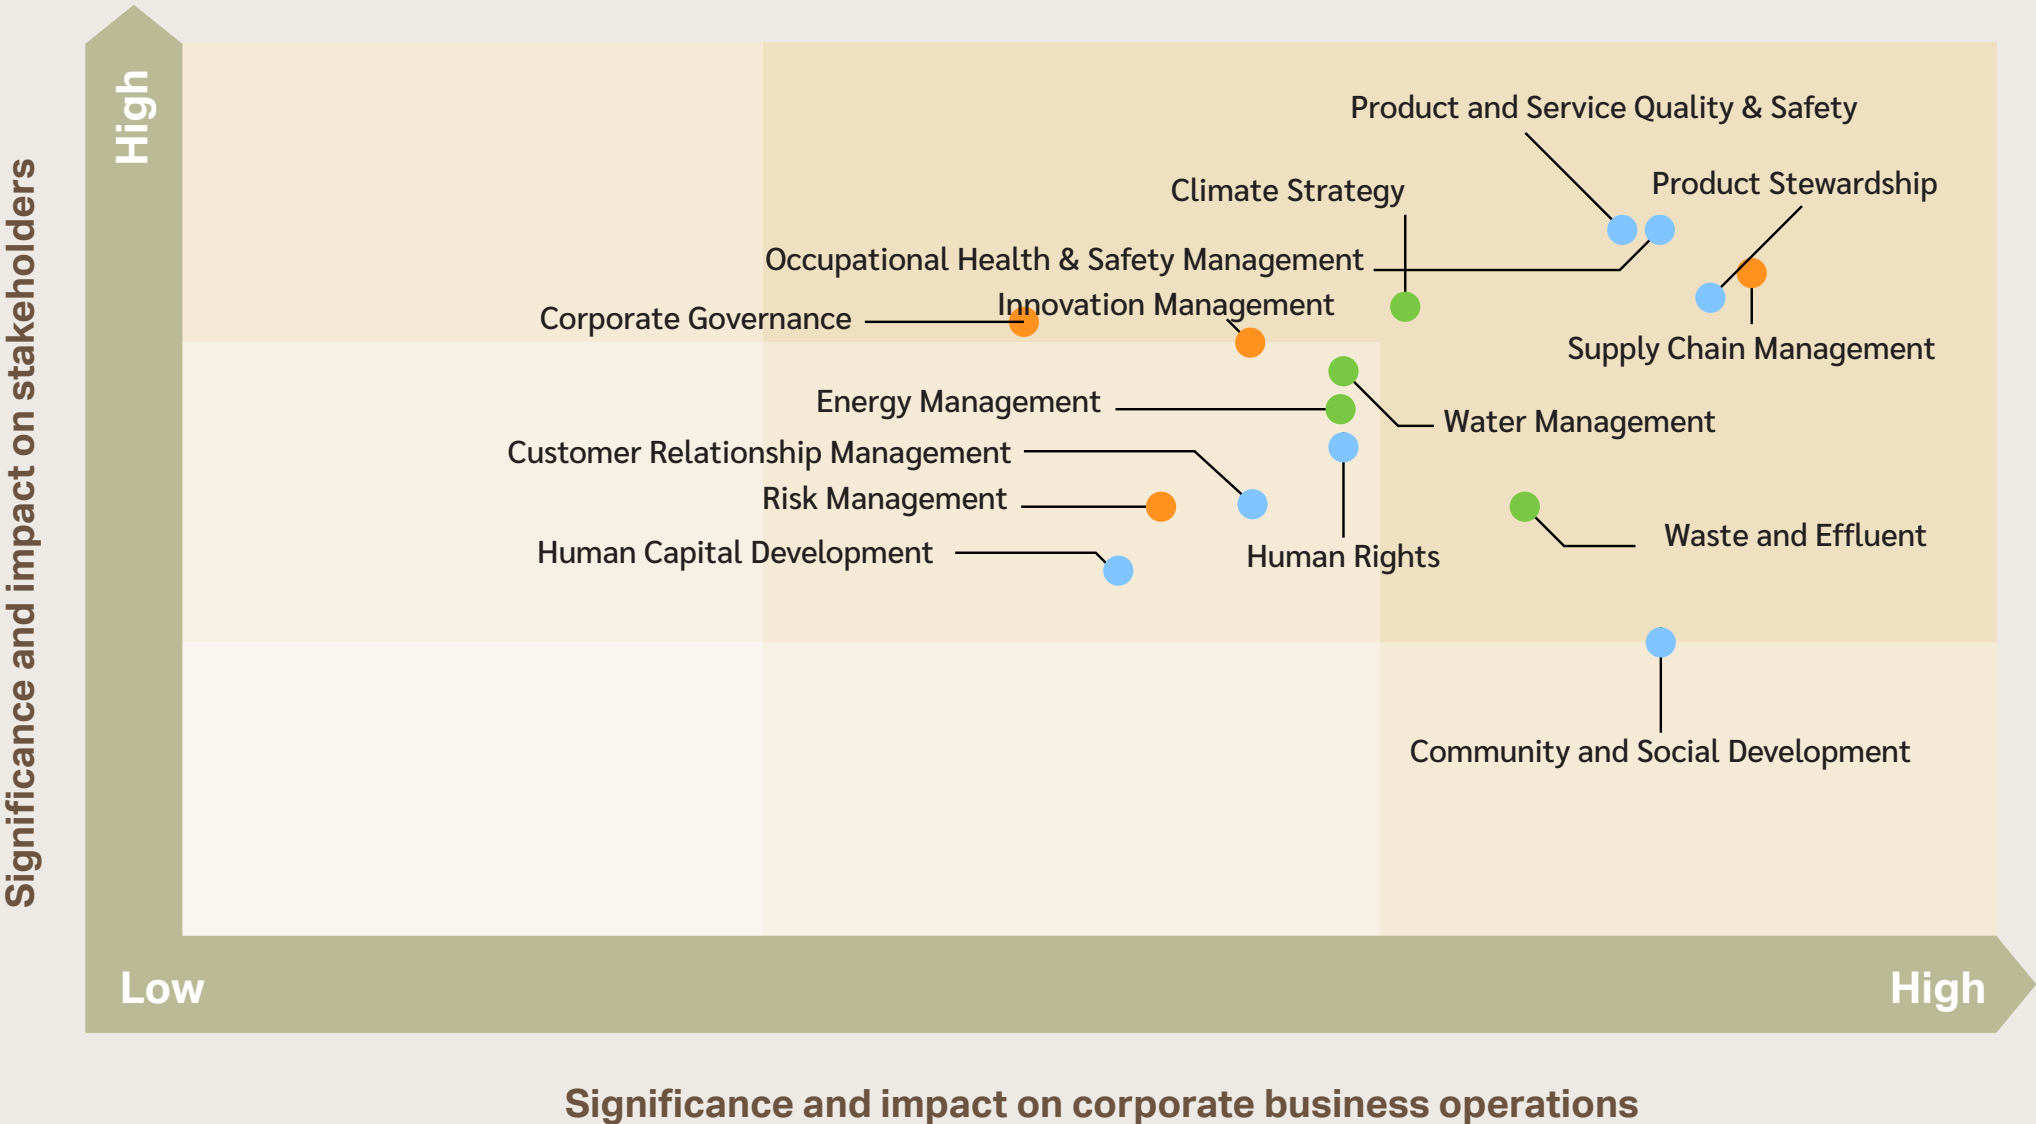 High
Significance and impact on stakeholders
Product and Service Quality & Safety
Product Stewardship
Climate Strategy
Occupational Health & Safety Management
Innovation Management
Corporate Governance
Supply Chain Management
Energy Management
Water Management
Customer Relationship Management
Risk Management
Waste and Effluent
Human Capital Development
Human Rights
Community and Social Development
Low
High
Significance and impact on corporate business operations